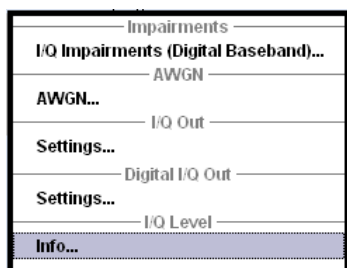 Impairments
I/Q Impairments (Digital Baseband)...
AWGN
AWGN...
I/Q Out
Settings...
Digital I/Q Out
Settings...
I/Q Level
Info...